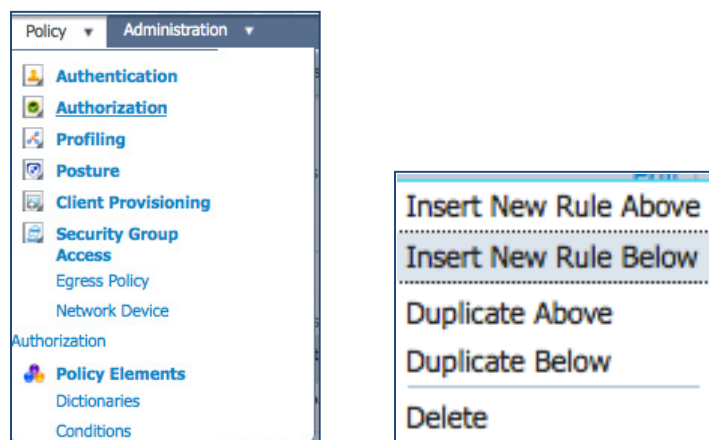 Policy Administration
Authentication
Authorization
Profiling
Posture
Client Provisioning
Security Group
Access
Egress Policy
Network Device
Authorization
Policy Elements
Dictionaries
Conditions
Insert New Rule Above
Insert New Rule Below
Duplicate Above
Duplicate Below
Delete